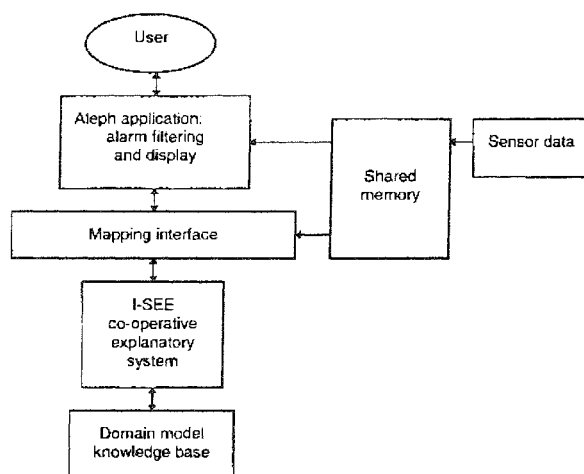 User
Aleph application:
alarm filtering
and display
Sensor data
Shared
memory
Mapping interface
I-SEE
co-operative
explanatory
system
Domain model
knowledge base